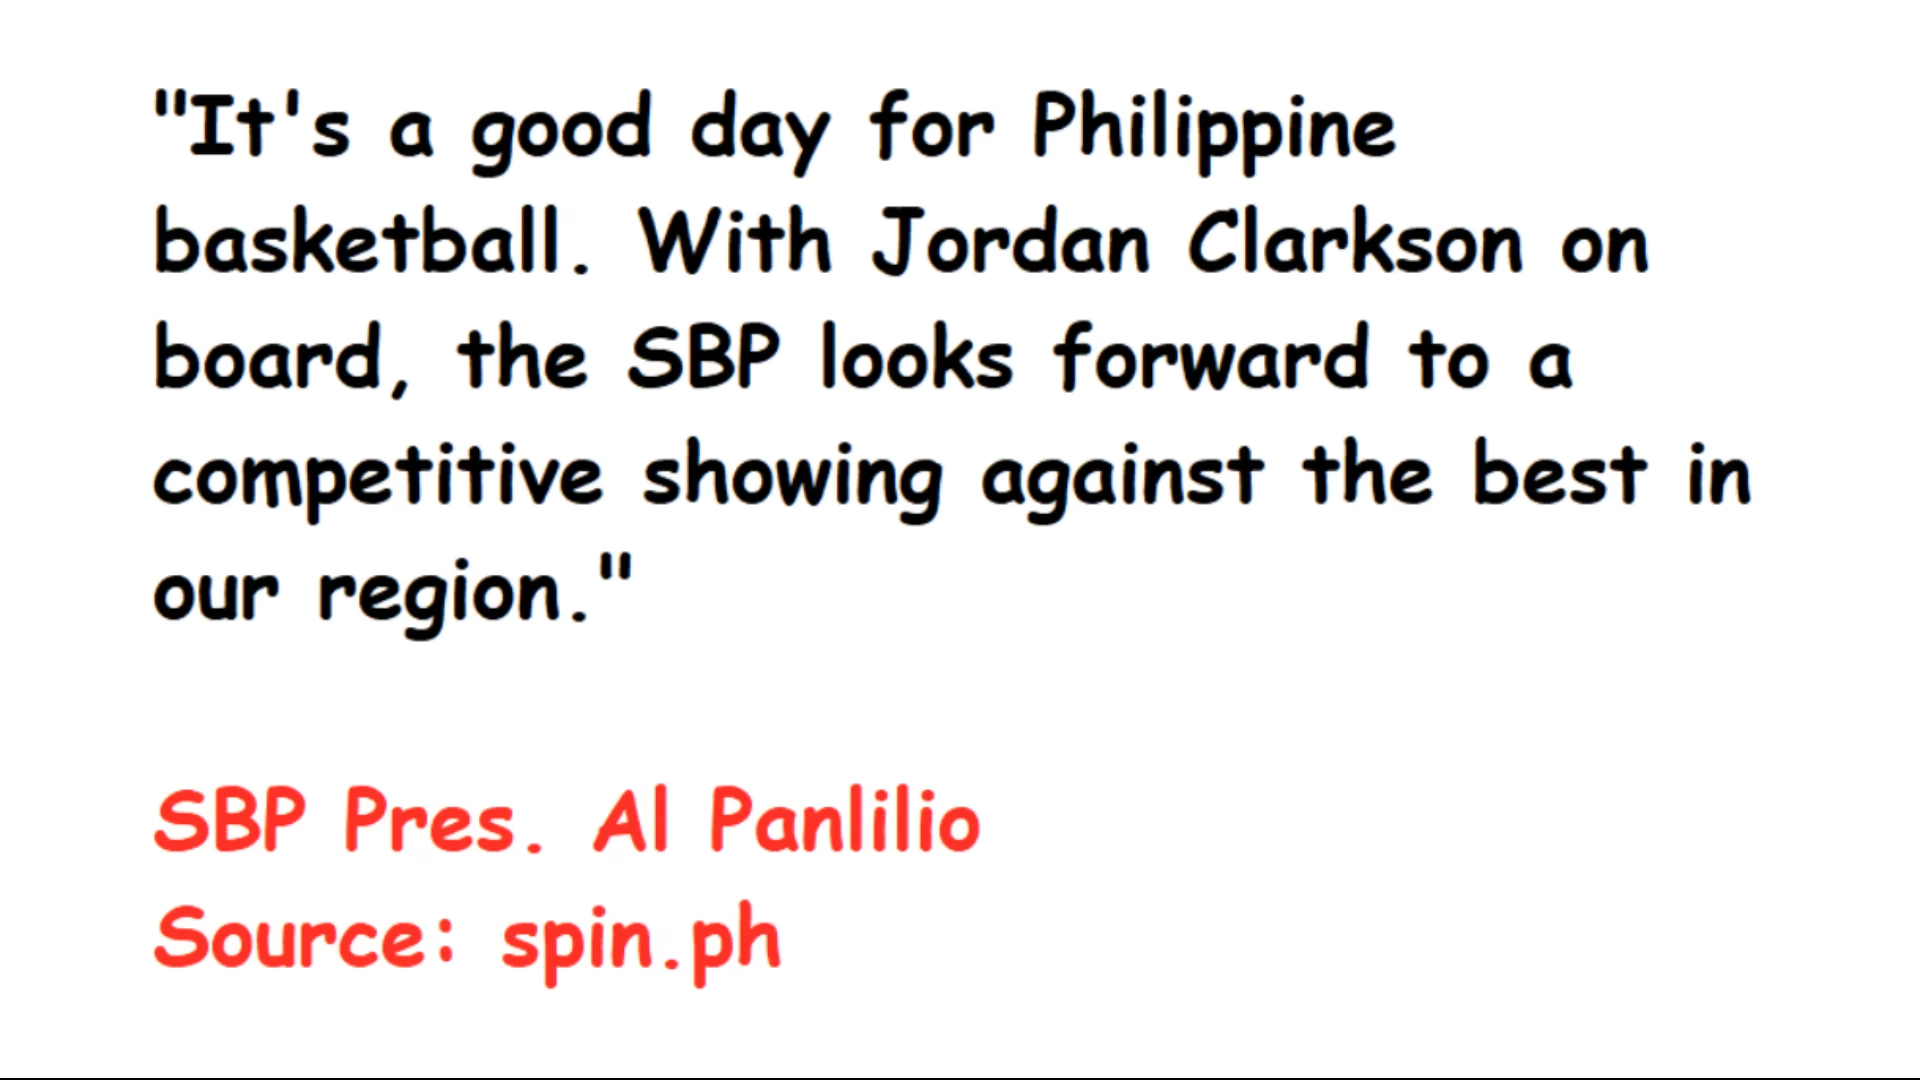 "It's a good day for Philippine
basketball. With Jordan Clarkson on
board, the SBP looks forward to a
competitive showing against the best in
our region."
SBP Pres. Al Panlilio
Source: spin.ph